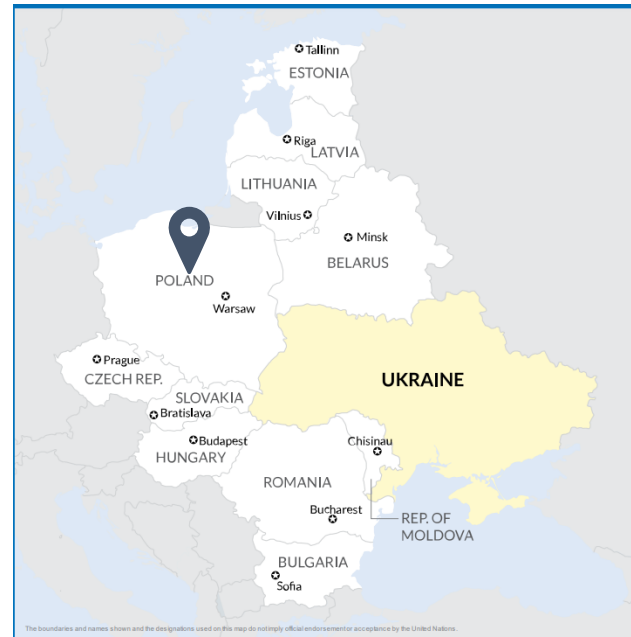 Tallinn
ESTONIA
Riga
LATVIA
LITHUANIA
Vilnius
Minsk
BELARUS
POLAND
Warsaw
Prague
CZECH REP.
SLOVAKIA
Bratislava
UKRAINE
Budapest
HUNGARY
Chisinau
ROMANIA
Bucharest
REP. OF
MOLDOVA
BULGARIA
Sofia
The boundaries and names shown and the designations used on this map do not imply official endorsement or acceptance by the United Nations.